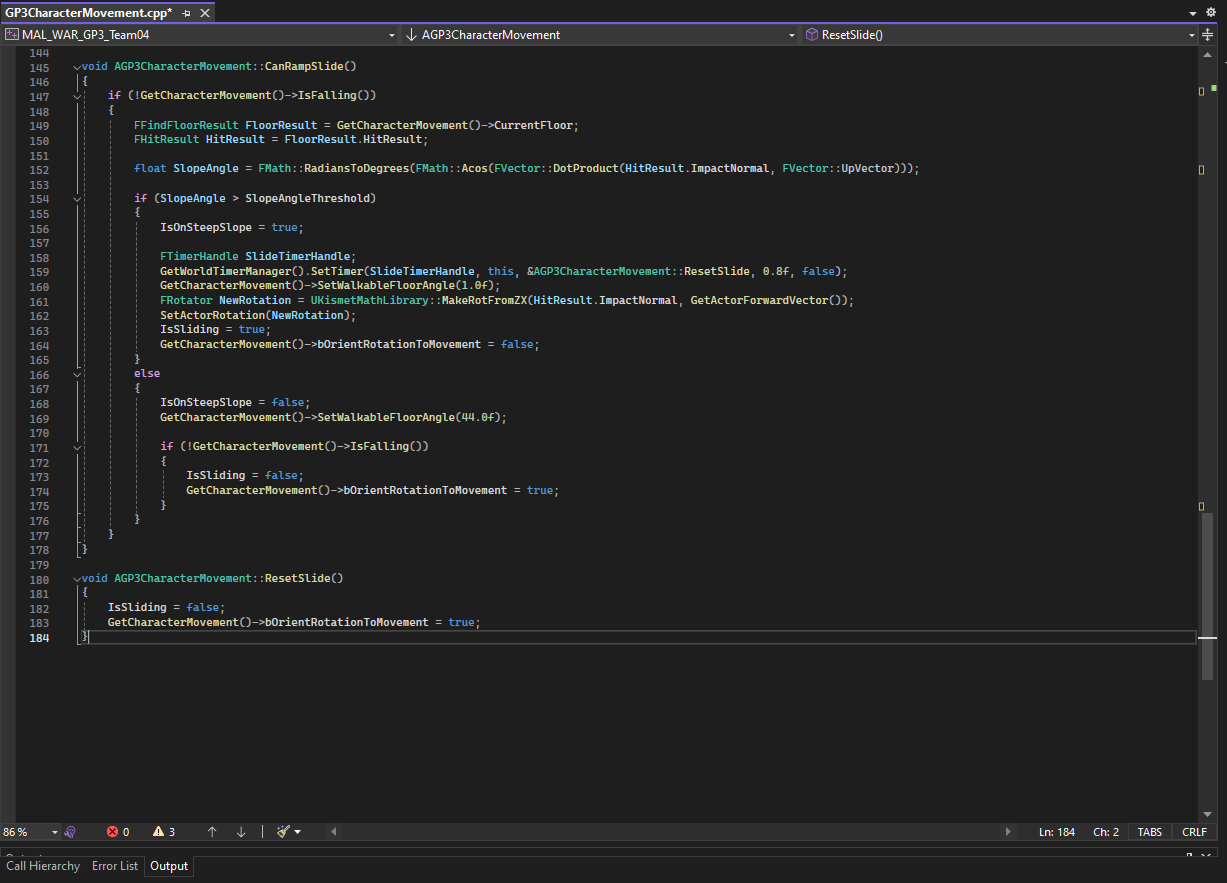 GP3CharacterMovement.cpp*
MAL_WAR_GP3_Team04 AGP3CharacterMovement ResetSlide()
144
145 void AGP3CharacterMovement::CanRampSlide()
146 {
147 if (!GetCharacterMovement()->IsFalling())
148 {
149 FFindFloorResult FloorResult = GetCharacterMovement()->CurrentFloor;
150 FHitResult HitResult = FloorResult.HitResult;
151
152 float SlopeAngle = FMath::RadiansToDegrees(FMath::Acos(FVector::DotProduct(HitResult.ImpactNormal, FVector::UpVector)));
153
154 if (SlopeAngle > SlopeAngleThreshold)
155 {
156 IsOnSteepSlope = true;
157
158 FTimerHandle SlideTimerHandle;
159 GetWorldTimerManager().SetTimer(SlideTimerHandle, this, &AGP3CharacterMovement::ResetSlide, 0.8f, false);
160 GetCharacterMovement()->SetWalkableFloorAngle(1.0f);
161 FRotator NewRotation = UKismetMathLibrary::MakeRotFromZX(HitResult.ImpactNormal, GetActorForwardVector());
162 SetActorRotation(NewRotation);
163 IsSliding = true;
164 GetCharacterMovement()->bOrientRotationToMovement = false;
165 }
166 else
167 {
168 IsOnSteepSlope = false;
169 GetCharacterMovement()->SetWalkableFloorAngle(44.0f);
170
171 if (!GetCharacterMovement()->IsFalling())
172 {
173 IsSliding = false;
174 GetCharacterMovement()->bOrientRotationToMovement = true;
175 }
176 }
177 }
178 }
179
180 void AGP3CharacterMovement::ResetSlide()
181 {
182 IsSliding = false;
183 GetCharacterMovement()->bOrientRotationToMovement = true;
184 }
86 % 0 3 Ln: 184 Ch: 2 TABS CRLF
Call Hierarchy Error List Output